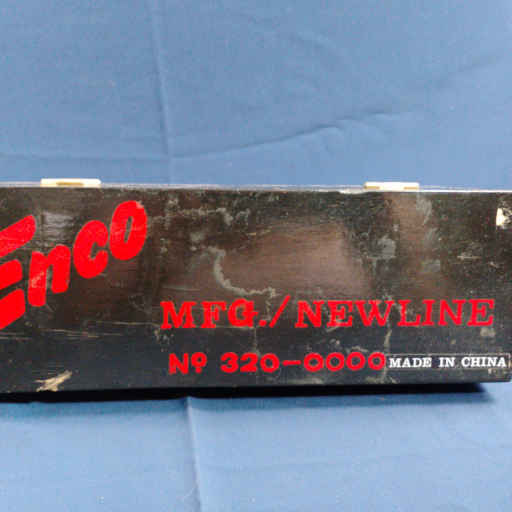 Enco
MFG./NEWLINE
Nº 320-0000 MADE IN CHINA